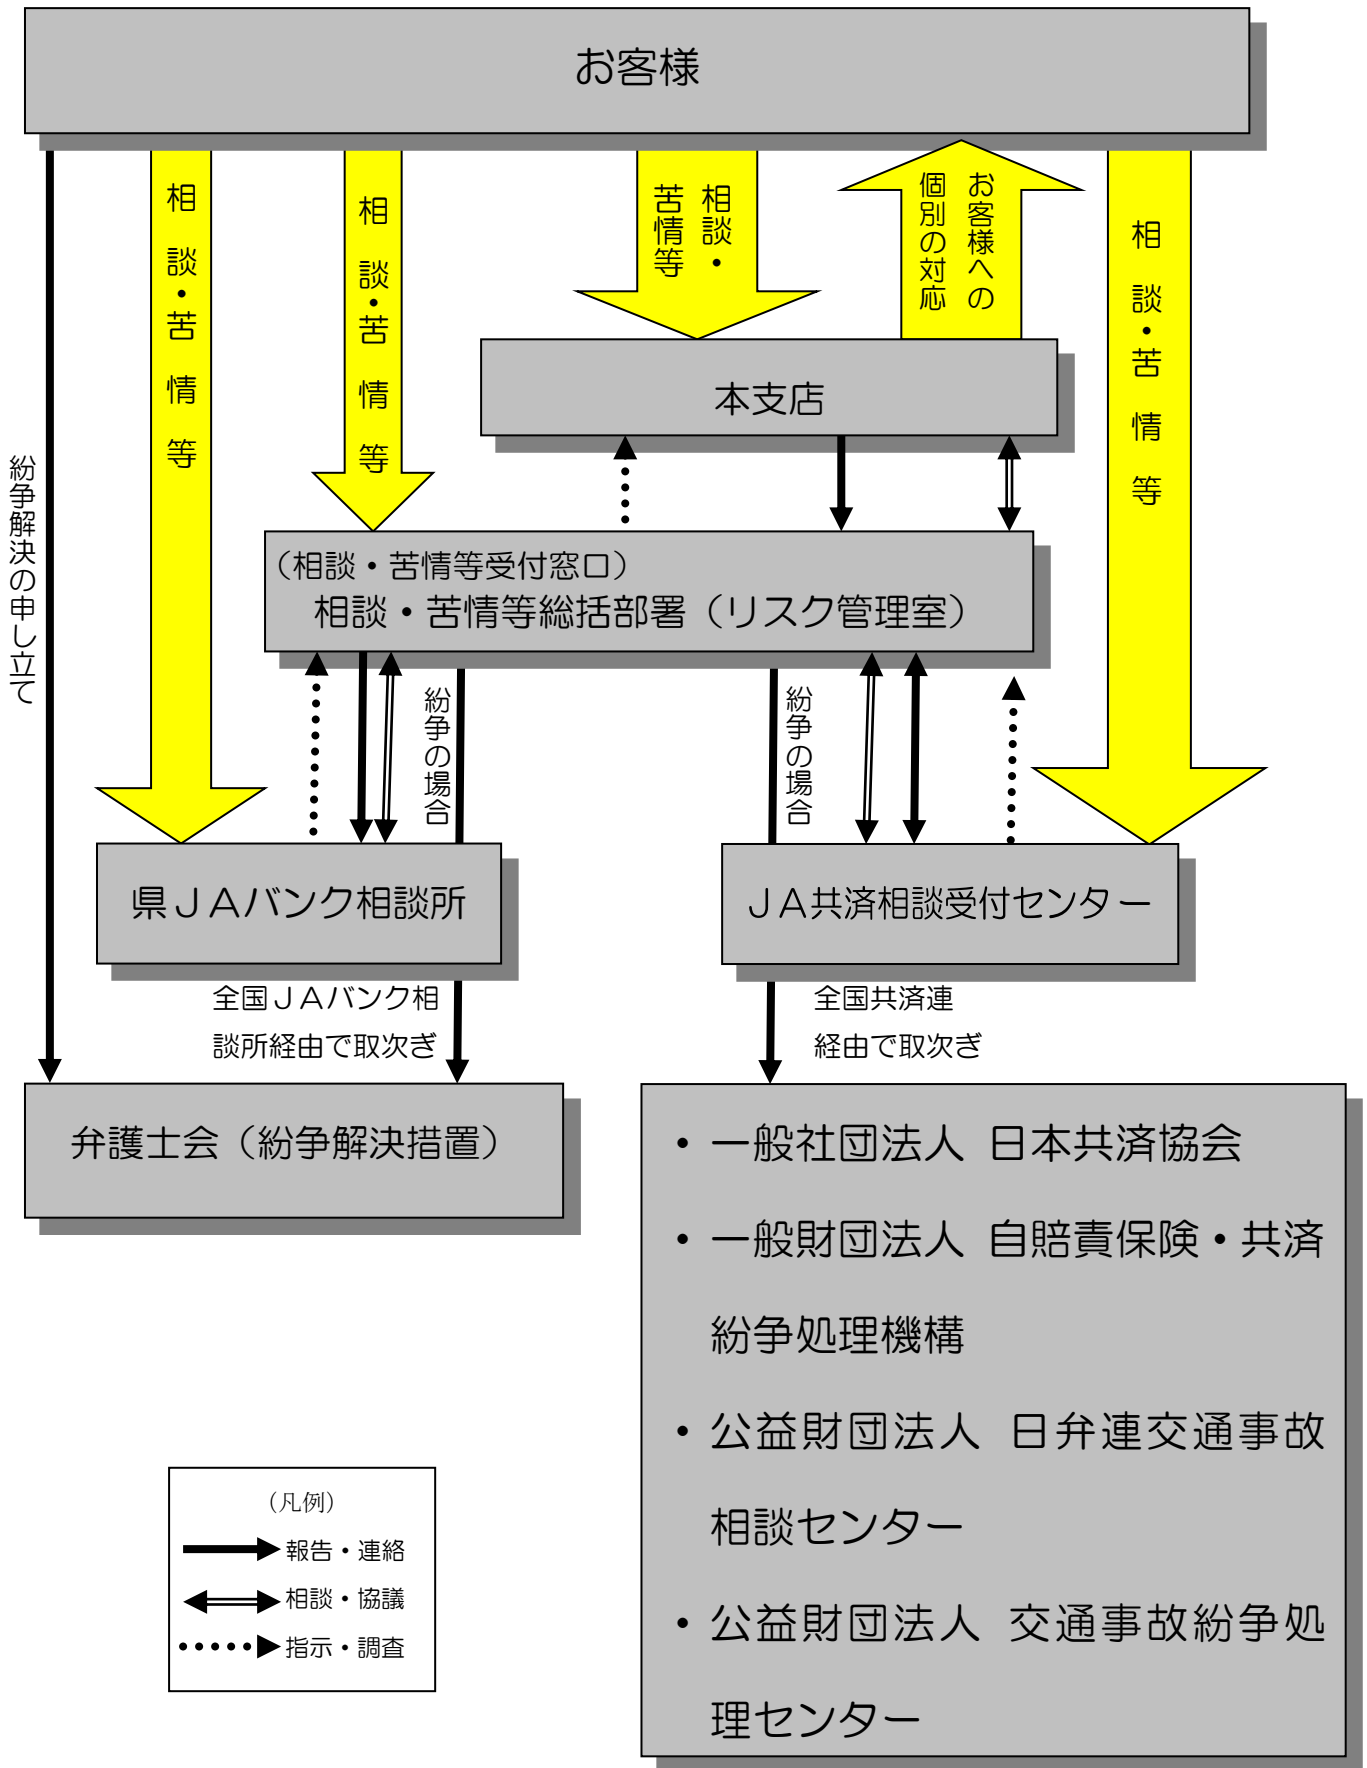 お客様
相談・苦情等
相談・苦情等
相談・
苦情等
お客様への
個別の対応
相談・苦情等
紛争解決の申し立て
本支店
（相談・苦情等受付窓口）
相談・苦情等総括部署（リスク管理室）
紛争の場合
紛争の場合
県ＪＡバンク相談所
ＪＡ共済相談受付センター
全国ＪＡバンク相
談所経由で取次ぎ
全国共済連
経由で取次ぎ
弁護士会（紛争解決措置）
・一般社団法人 日本共済協会
・一般財団法人 自賠責保険・共済
紛争処理機構
・公益財団法人 日弁連交通事故
相談センター
・公益財団法人 交通事故紛争処
理センター
（凡例）
報告・連絡
相談・協議
指示・調査